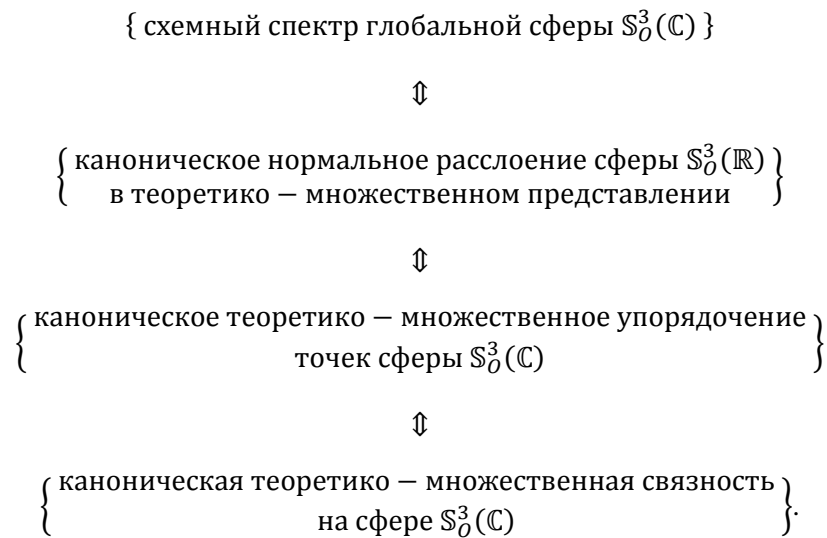 { схемный спектр глобальной сферы 𝕊³_O(ℂ) }
⇕
{ каноническое нормальное расслоение сферы 𝕊³_O(ℝ)
в теоретико − множественном представлении }
⇕
{ каноническое теоретико − множественное упорядочение
точек сферы 𝕊³_O(ℂ) }
⇕
{ каноническая теоретико − множественная связность
на сфере 𝕊³_O(ℂ) }.